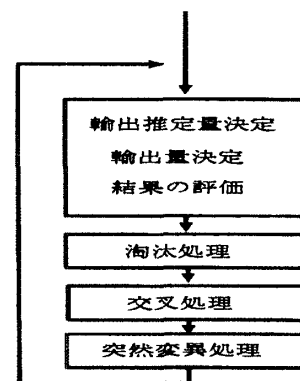 輸出推定量決定
輸出量決定
結果の評価
淘汰処理
交叉処理
突然変異処理